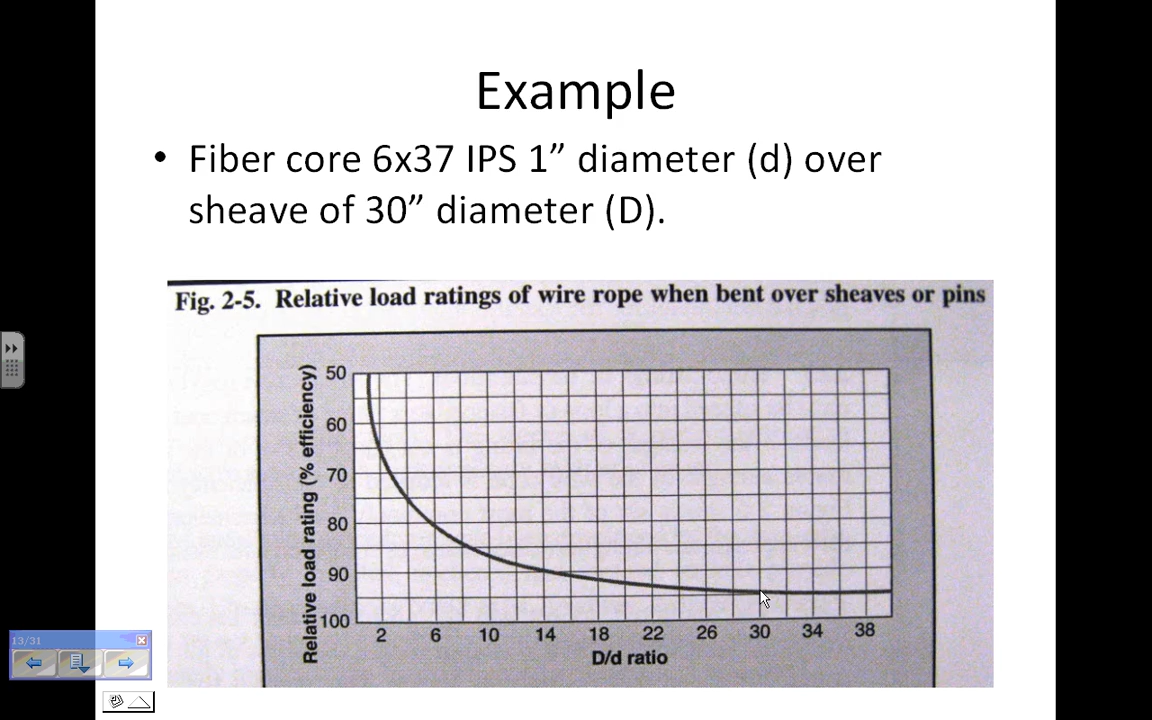 Example
• Fiber core 6x37 IPS 1” diameter (d) over
sheave of 30” diameter (D).
Fig. 2-5. Relative load ratings of wire rope when bent over sheaves or pins
Relative load rating (% efficiency)
50
60
70
80
90
100
2 6 10 14 18 22 26 30 34 38
D/d ratio
13/31